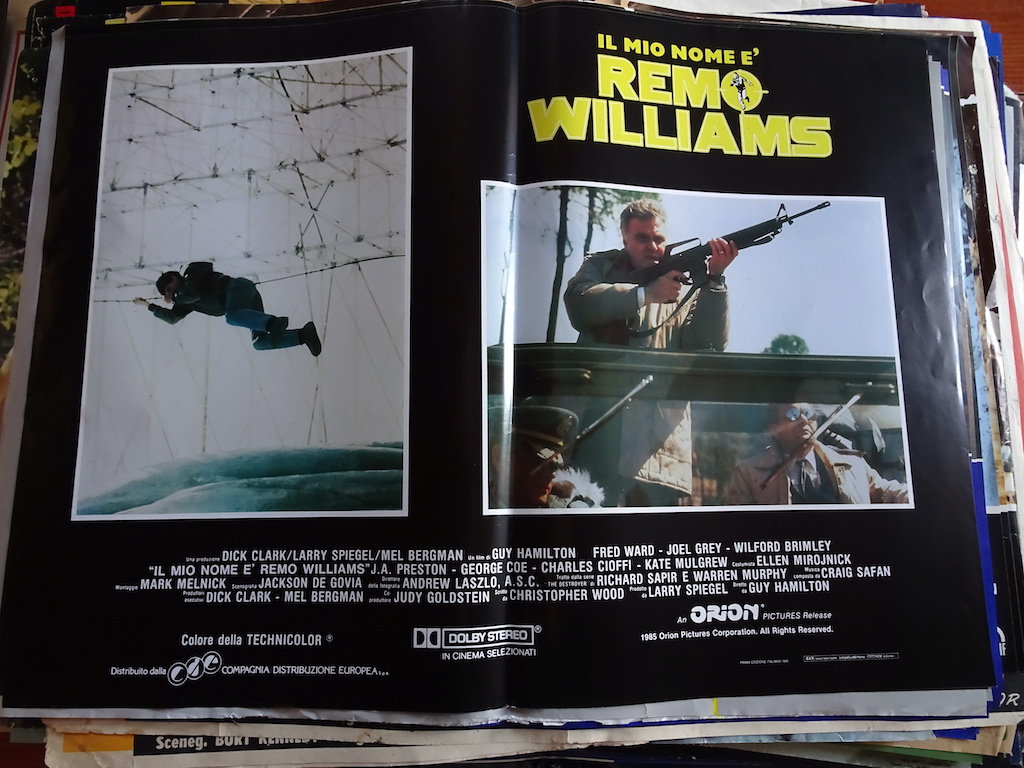 IL MIO NOME E'
REMO
WILLIAMS
Una produzione DICK CLARK/LARRY SPIEGEL/MEL BERGMAN Un film di GUY HAMILTON FRED WARD - JOEL GREY - WILFORD BRIMLEY
"IL MIO NOME E' REMO WILLIAMS" J.A. PRESTON - GEORGE COE - CHARLES CIOFFI - KATE MULGREW Costumista ELLEN MIROJNICK
Montaggio MARK MELNICK Scenografia JACKSON DE GOVIA Direttore della fotografia ANDREW LASZLO, A.S.C. Tratto dalla serie "THE DESTROYER" di RICHARD SAPIR E WARREN MURPHY Musica composta da CRAIG SAFAN
Produttori esecutivi DICK CLARK - MEL BERGMAN Co-produttore JUDY GOLDSTEIN Scritto da CHRISTOPHER WOOD Prodotto da LARRY SPIEGEL Diretto da GUY HAMILTON
An ORION PICTURES Release
1985 Orion Pictures Corporation. All Rights Reserved.
Colore della TECHNICOLOR ®
DOLBY STEREO ®
IN CINEMA SELEZIONATI
Distribuito dalla cde COMPAGNIA DISTRIBUZIONE EUROPEA S.p.A.
Sceneg. BURT